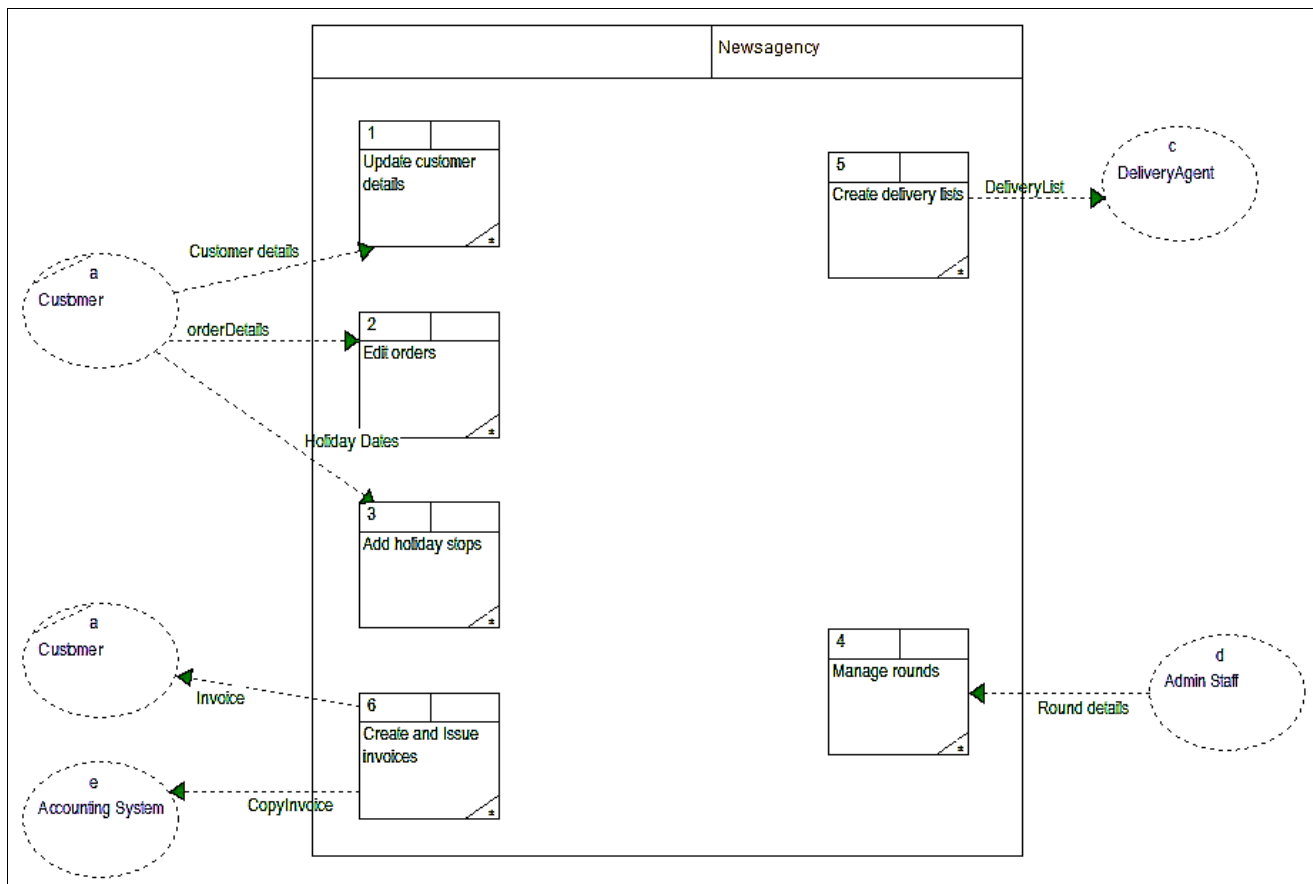 Newsagency
1
Update customer
details
5
Create delivery lists
DeliveryList
c
DeliveryAgent
Customer details
a
Customer
orderDetails
2
Edit orders
Holiday Dates
3
Add holiday stops
a
Customer
Invoice
6
Create and Issue
invoices
4
Manage rounds
d
Admin Staff
Round details
e
Accounting System
CopyInvoice